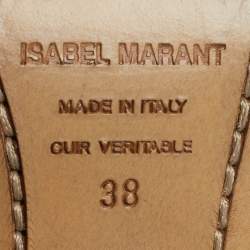 ISABEL MARANT
MADE IN ITALY
CUIR VERITABLE
38